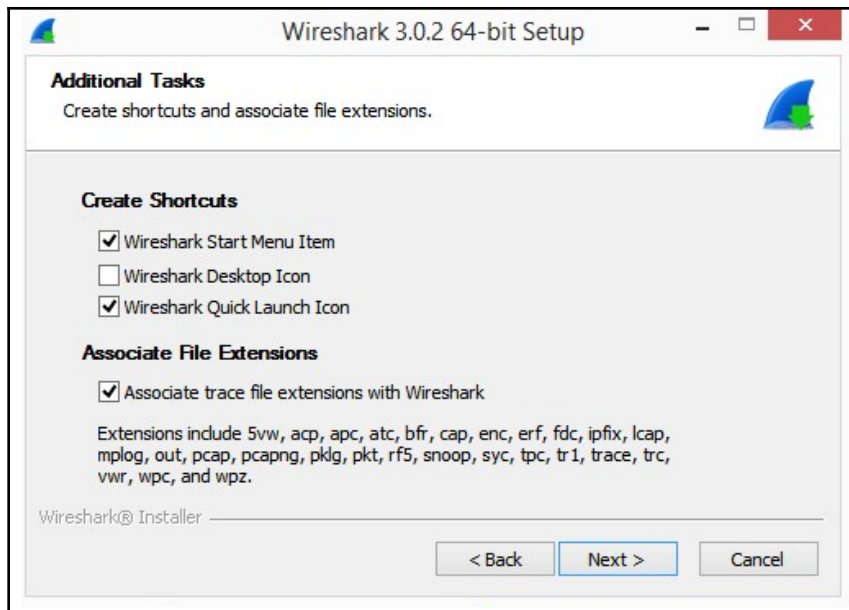 Wireshark 3.0.2 64-bit Setup
Additional Tasks
Create shortcuts and associate file extensions.
Create Shortcuts
Wireshark Start Menu Item
Wireshark Desktop Icon
Wireshark Quick Launch Icon
Associate File Extensions
Associate trace file extensions with Wireshark
Extensions include 5vw, acp, apc, atc, bfr, cap, enc, erf, fdc, ipfix, lcap,
mplog, out, pcap, pcapng, pklg, pkt, rf5, snoop, syc, tpc, tr1, trace, trc,
vwr, wpc, and wpz.
Wireshark® Installer
< Back Next > Cancel